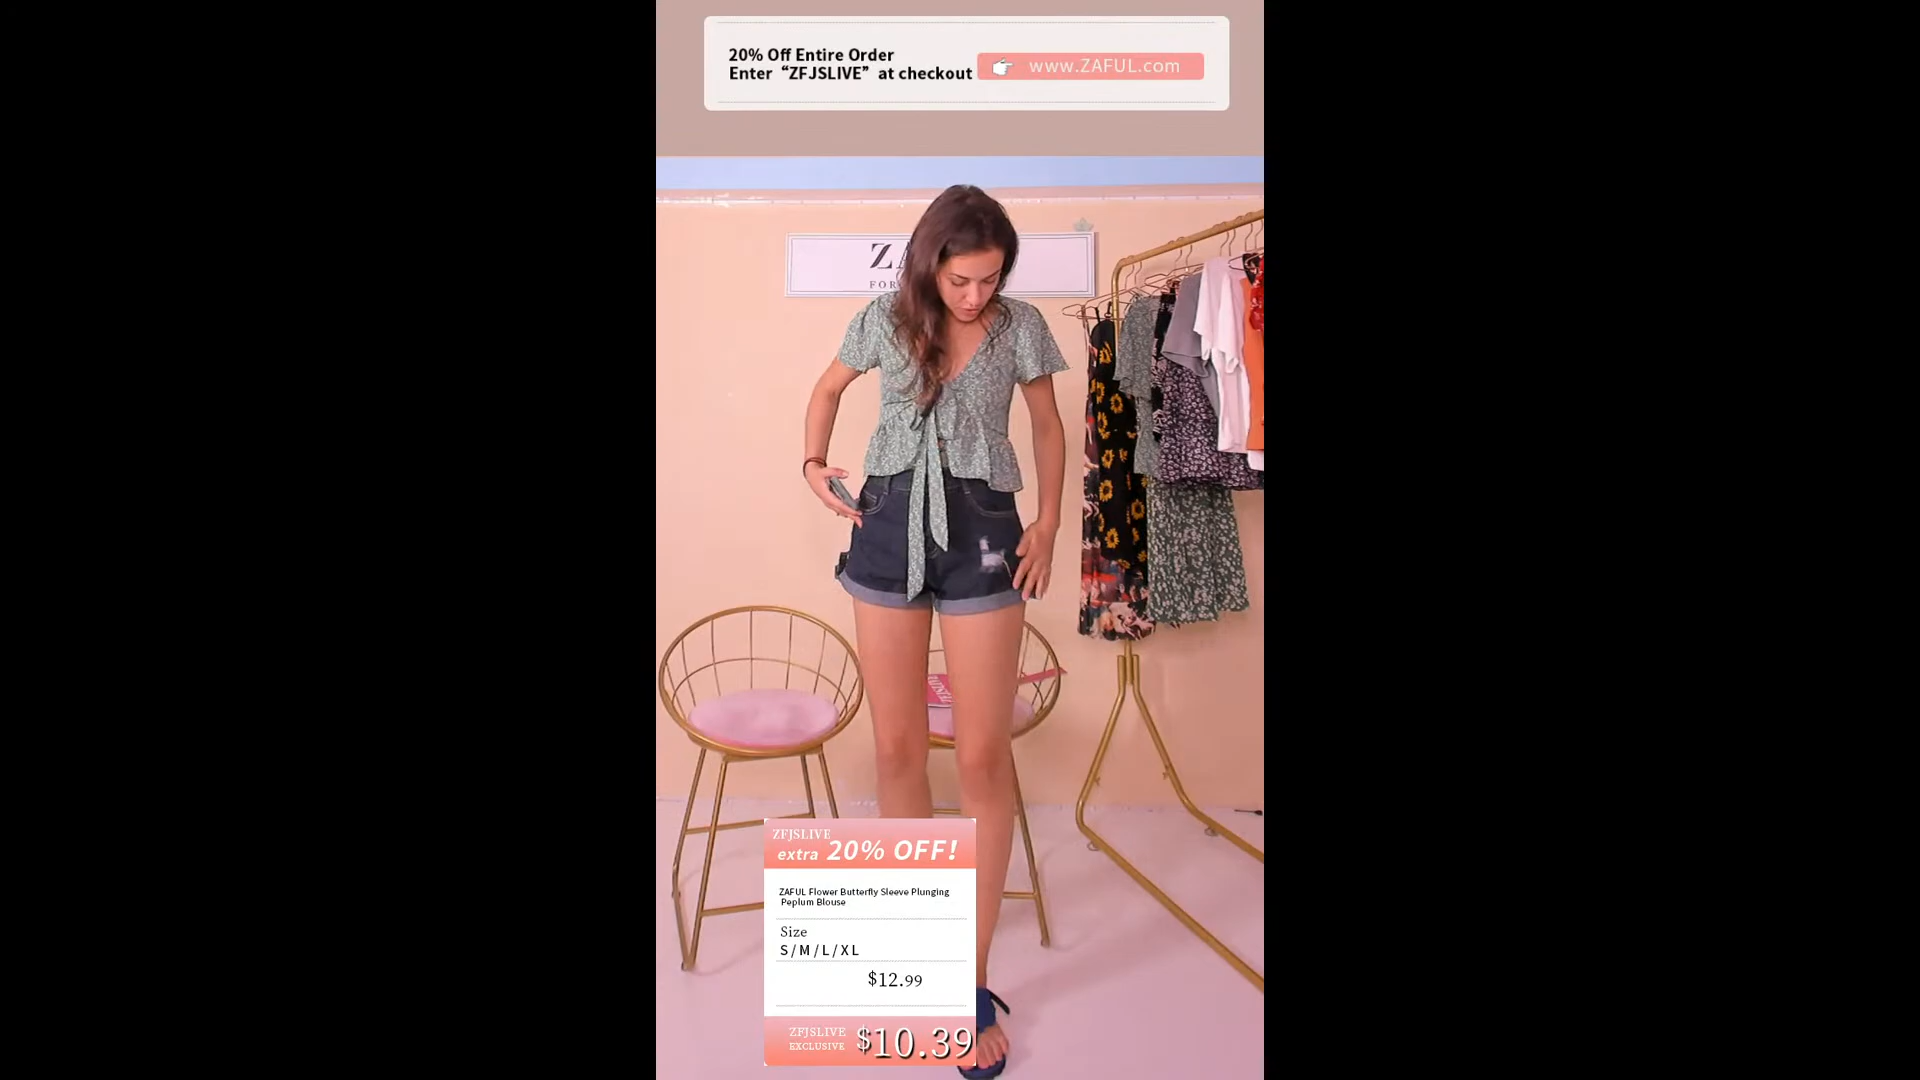 20% Off Entire Order
Enter “ZFJSLIVE” at checkout
www.ZAFUL.com
FOR
ZFJSLIVE
extra 20% OFF!
ZAFUL Flower Butterfly Sleeve Plunging
Peplum Blouse
Size
S/M/L/XL
$12.99
ZFJSLIVE
EXCLUSIVE
$10.39